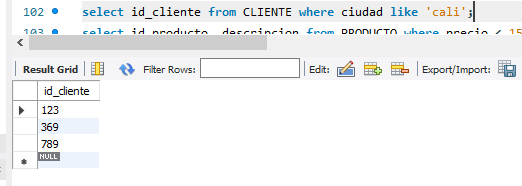 102 select id_cliente from CLIENTE where ciudad like 'cali';
103 select id_producto, descripcion from PRODUCTO where precio < 15
Result Grid Filter Rows: Edit: Export/Import:
id_cliente
123
369
789
NULL